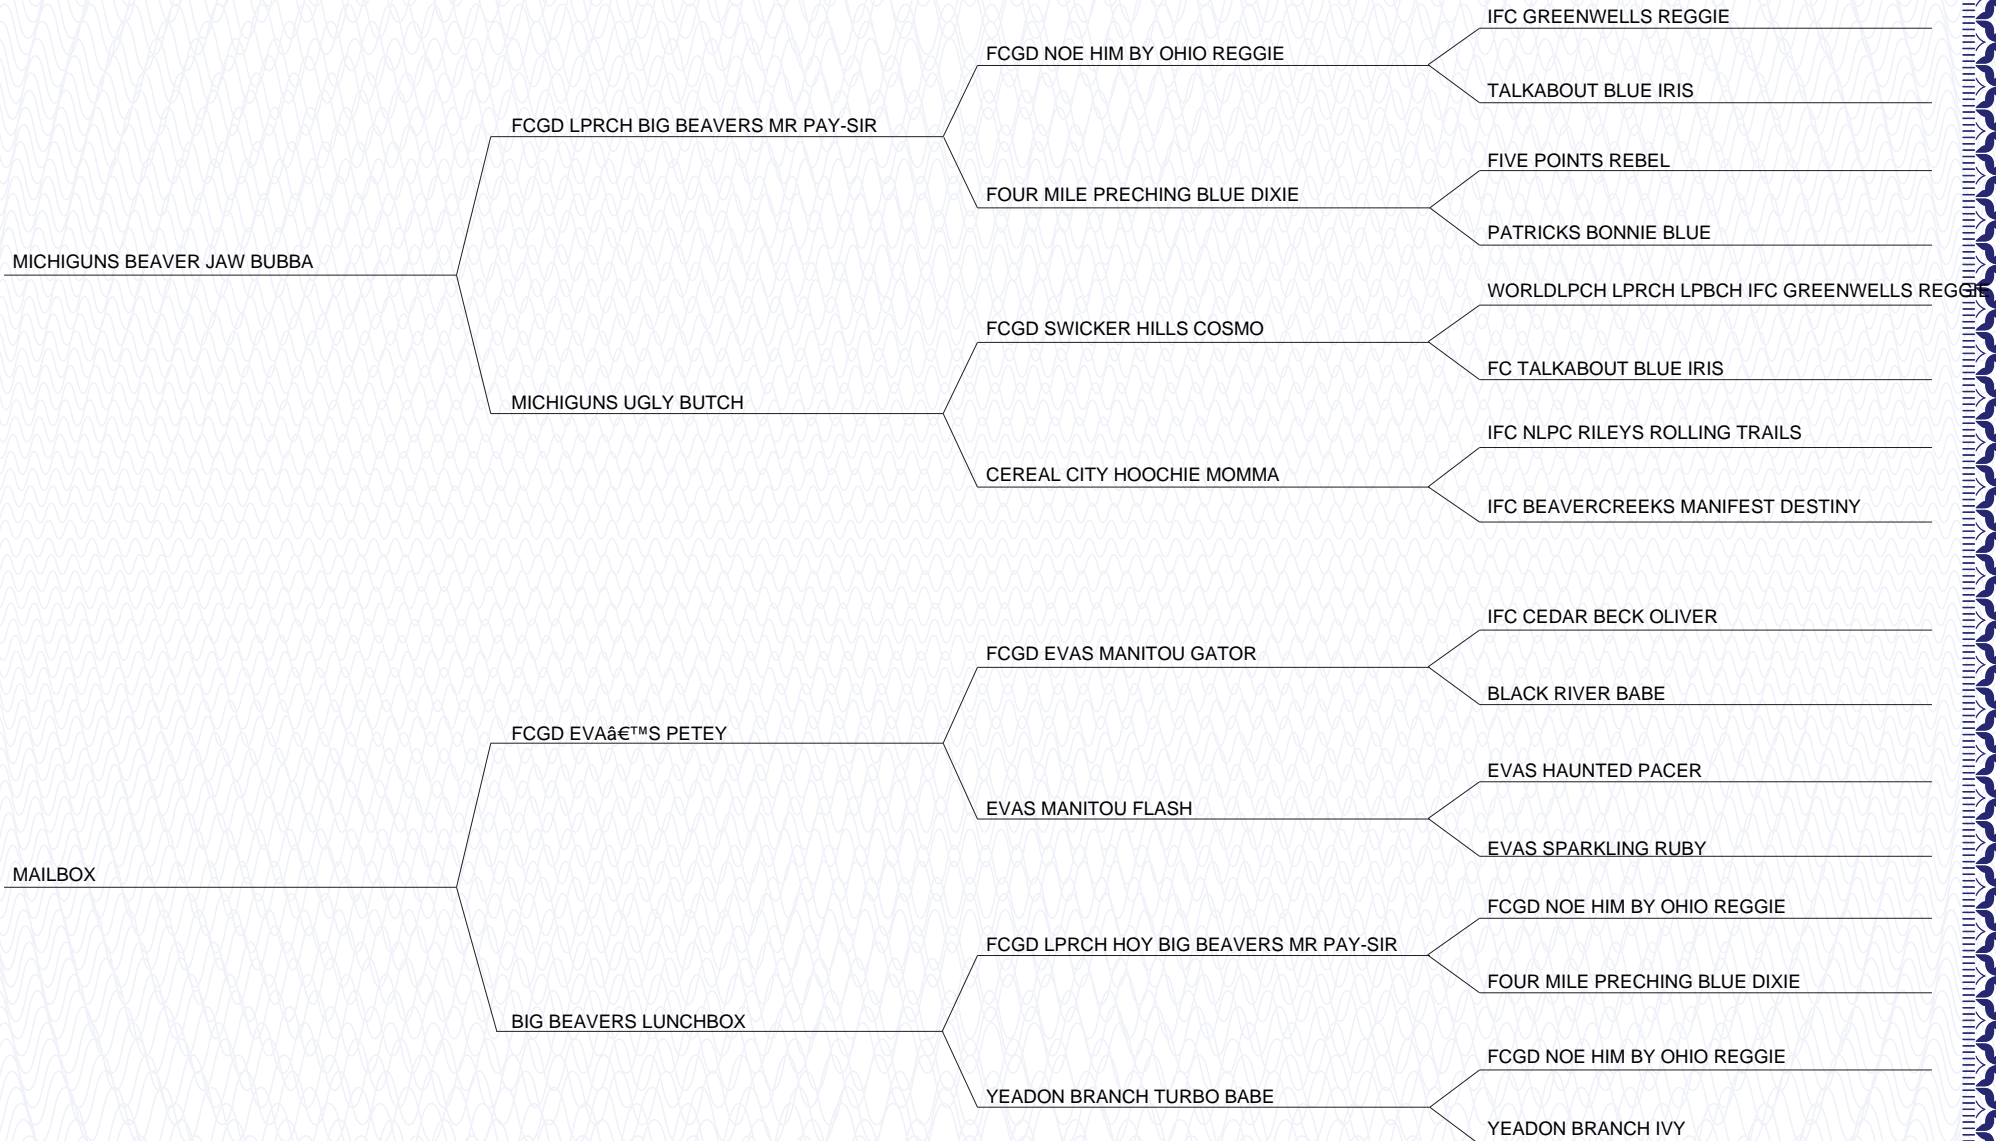 IFC GREENWELLS REGGIE
FCGD NOE HIM BY OHIO REGGIE
TALKABOUT BLUE IRIS
FCGD LPRCH BIG BEAVERS MR PAY-SIR
FIVE POINTS REBEL
FOUR MILE PRECHING BLUE DIXIE
PATRICKS BONNIE BLUE
MICHIGUNS BEAVER JAW BUBBA
WORLDLPCH LPRCH LPBCH IFC GREENWELLS REGGIE
FCGD SWICKER HILLS COSMO
FC TALKABOUT BLUE IRIS
MICHIGUNS UGLY BUTCH
IFC NLPC RILEYS ROLLING TRAILS
CEREAL CITY HOOCHIE MOMMA
IFC BEAVERCREEKS MANIFEST DESTINY
IFC CEDAR BECK OLIVER
FCGD EVAS MANITOU GATOR
BLACK RIVER BABE
FCGD EVA’S PETEY
EVAS HAUNTED PACER
EVAS MANITOU FLASH
EVAS SPARKLING RUBY
MAILBOX
FCGD NOE HIM BY OHIO REGGIE
FCGD LPRCH HOY BIG BEAVERS MR PAY-SIR
FOUR MILE PRECHING BLUE DIXIE
BIG BEAVERS LUNCHBOX
FCGD NOE HIM BY OHIO REGGIE
YEADON BRANCH TURBO BABE
YEADON BRANCH IVY